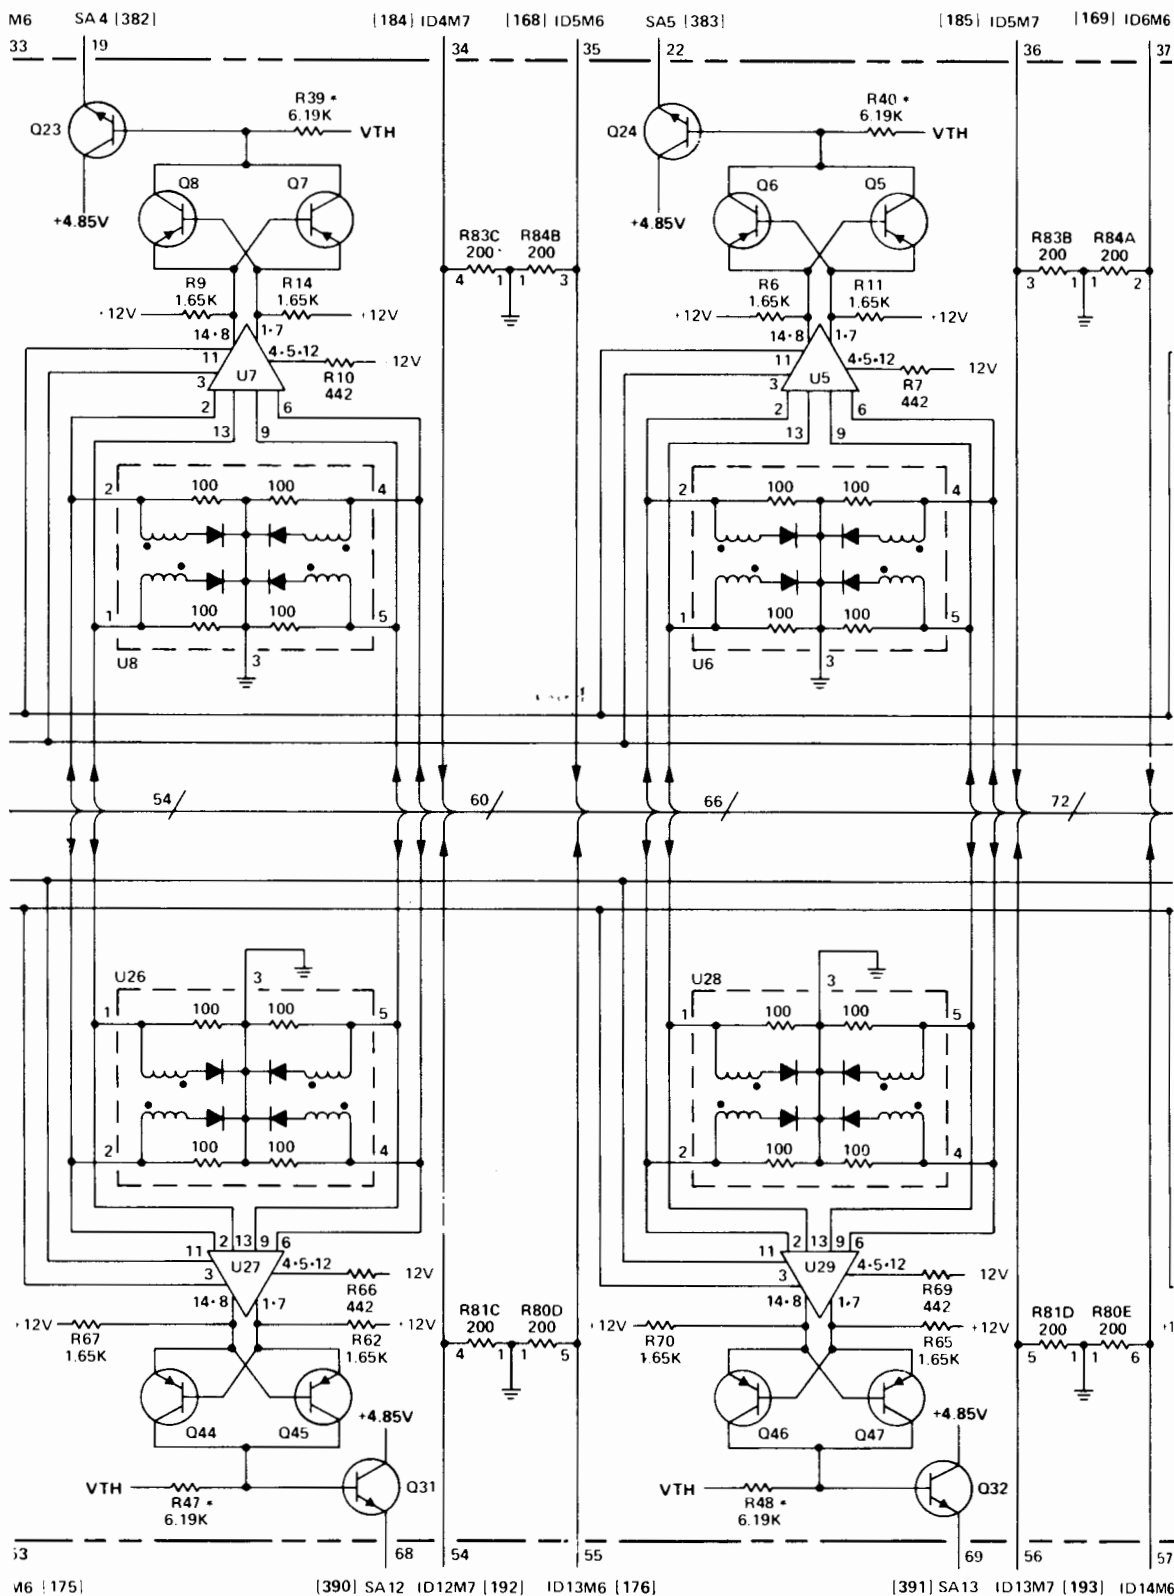 M6 SA 4 [382] [184] ID4M7 [168] ID5M6 SA5 [383] [185] ID5M7 [169] ID6M6
33 19 34 35 22 36 37
R39 * R40 *
6.19K 6.19K
Q23 VTH Q24 VTH
Q8 Q7 Q6 Q5
+4.85V +4.85V
R83C R84B R83B R84A
200 200 200 200
4 1 1 3 3 1 1 2
R9 R14 R6 R11
1.65K 1.65K 1.65K 1.65K
+12V +12V +12V +12V
14•8 1•7 14•8 1•7
11 4•5•12 12V 11 4•5•12 12V
3 U7 R10 3 U5 R7
442 442
2 6 2 6
13 9 13 9
2 100 100 4 2 100 100 4
1 100 100 5 1 100 100 5
U8 3 U6 3
54 60 66 72
U26 3 U28 3
1 100 100 5 1 100 100 5
2 100 100 4 2 100 100 4
11 2 13 9 6 11 2 13 9 6
3 U27 4•5•12 12V 3 U29 4•5•12 12V
R66 R69
442 442
14•8 1•7 14•8 1•7
+12V R67 R62 +12V +12V R70 R65 +12V
1.65K 1.65K 1.65K 1.65K
R81C R80D R81D R80E
200 200 200 200
4 1 1 5 5 1 1 6
Q44 Q45 +4.85V Q46 Q47 +4.85V
VTH R47 * Q31 VTH R48 * Q32
6.19K 6.19K
53 68 54 55 69 56 57
M6 [175] [390] SA12 ID12M7 [192] ID13M6 [176] [391] SA13 ID13M7 [193] ID14M6